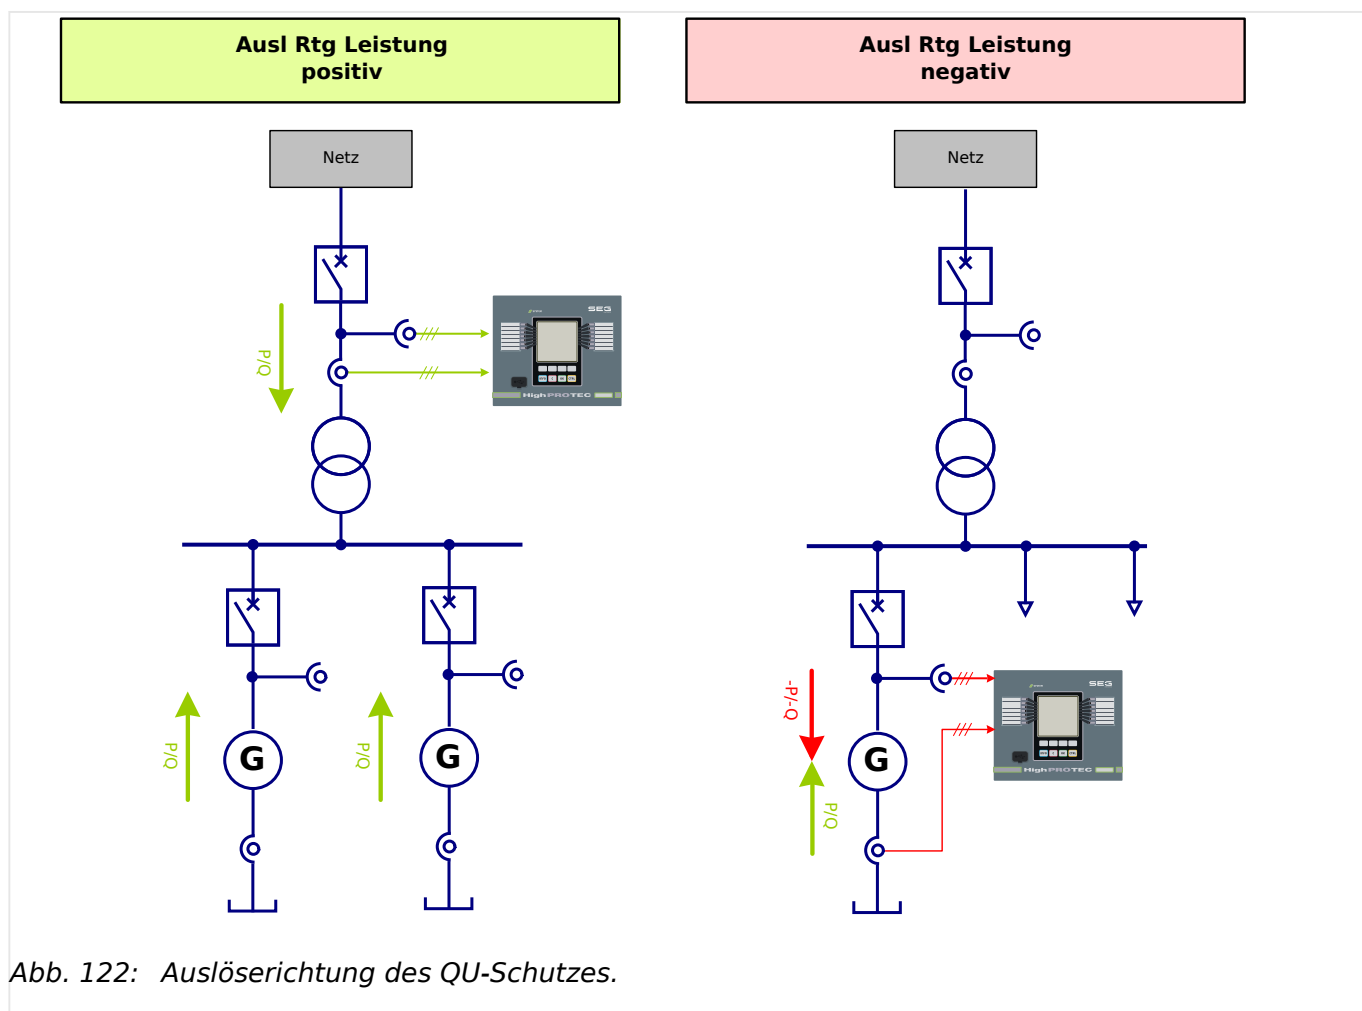 Ausl Rtg Leistung
positiv
Ausl Rtg Leistung
negativ
Netz
Netz
P/Q
SEG
HighPROTEC
P/Q
P/Q
G
G
-P/-Q
P/Q
G
SEG
HighPROTEC
Abb. 122: Auslöserichtung des QU-Schutzes.